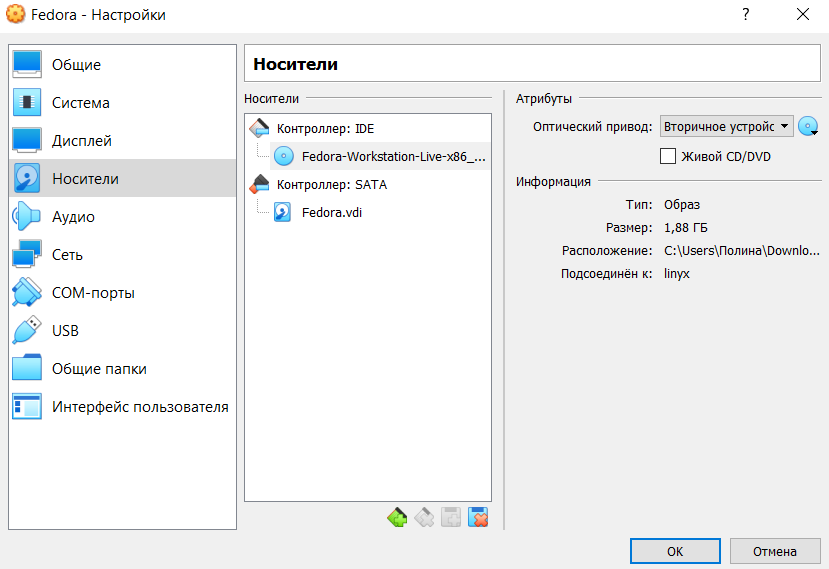 Fedora - Настройки
?
Общие
Система
Дисплей
Носители
Аудио
Сеть
COM-порты
USB
Общие папки
Интерфейс пользователя
Носители
Носители
Контроллер: IDE
Fedora-Workstation-Live-x86_...
Контроллер: SATA
Fedora.vdi
Атрибуты
Оптический привод: Вторичное устройс
Живой CD/DVD
Информация
Тип: Образ
Размер: 1,88 ГБ
Расположение: C:\Users\Полина\Downlo...
Подсоединён к: linyx
OK
Отмена